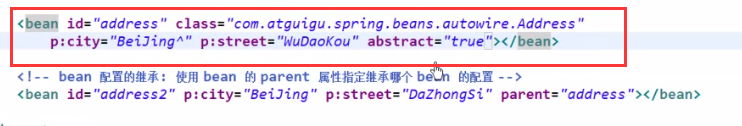 <bean id="address" class="com.atguigu.spring.beans.autowire.Address"
p:city="BeiJing^" p:street="WuDaoKou" abstract="true"></bean>
<!-- bean 配置的继承: 使用 bean 的 parent 属性指定继承哪个 bean 的配置 -->
<bean id="address2" p:city="BeiJing" p:street="DaZhongSi" parent="address"></bean>